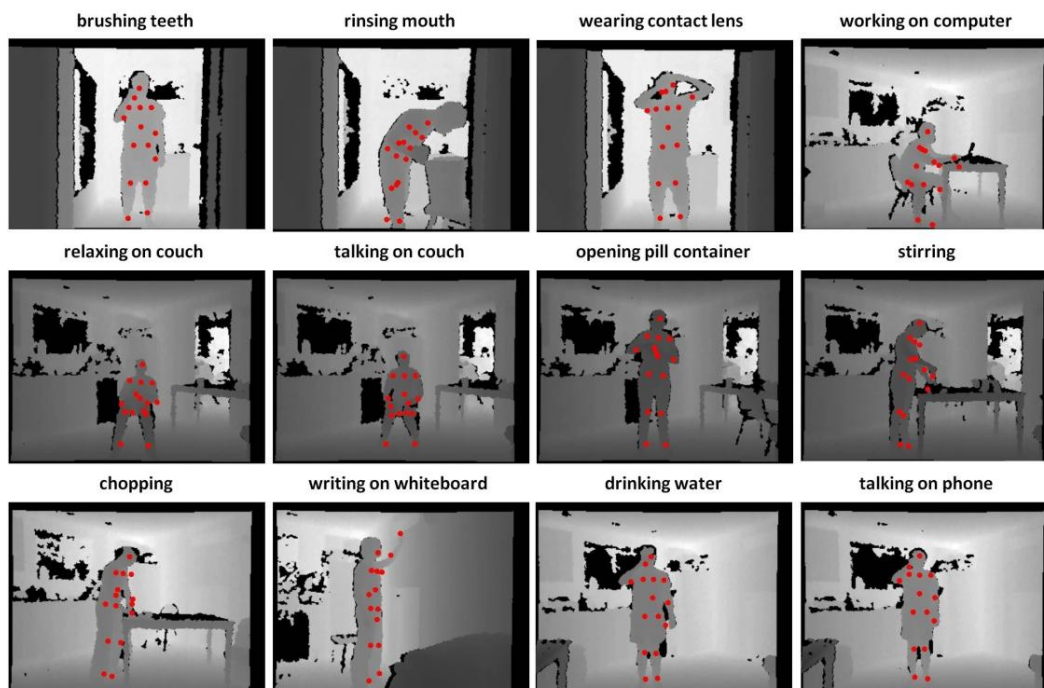 brushing teeth
rinsing mouth
wearing contact lens
working on computer
relaxing on couch
talking on couch
opening pill container
stirring
chopping
writing on whiteboard
drinking water
talking on phone